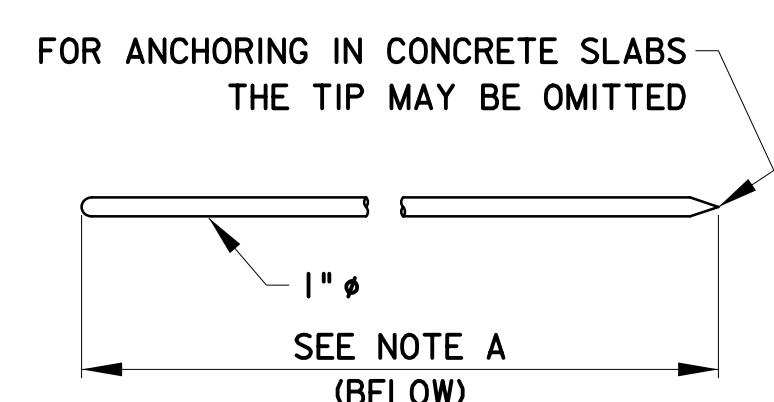 FOR ANCHORING IN CONCRETE SLABS
THE TIP MAY BE OMITTED
1" ø
SEE NOTE A
(BELOW)